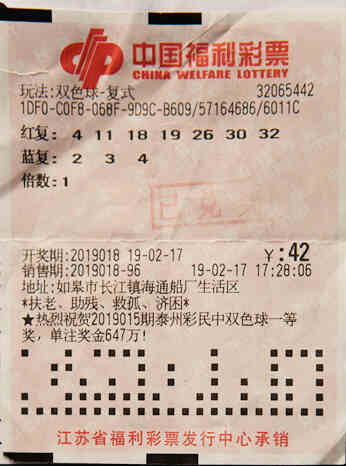 中国福利彩票
CHINA WELFARE LOTTERY
玩法:双色球-复式 32065442
1DF0-C0F8-068F-9D9C-B609/57164686/6011C
红复: 4 11 18 19 26 30 32
蓝复: 2 3 4
倍数:1
已兑
开奖期:2019018 19-02-17 ￥:42
销售期:2019018-96 19-02-17 17:28:06
地址:如皋市长江镇海通船厂生活区
*扶老、助残、救孤、济困*
★热烈祝贺2019015期泰州彩民中双色球一等
奖,单注奖金647万!
江苏省福利彩票发行中心承销